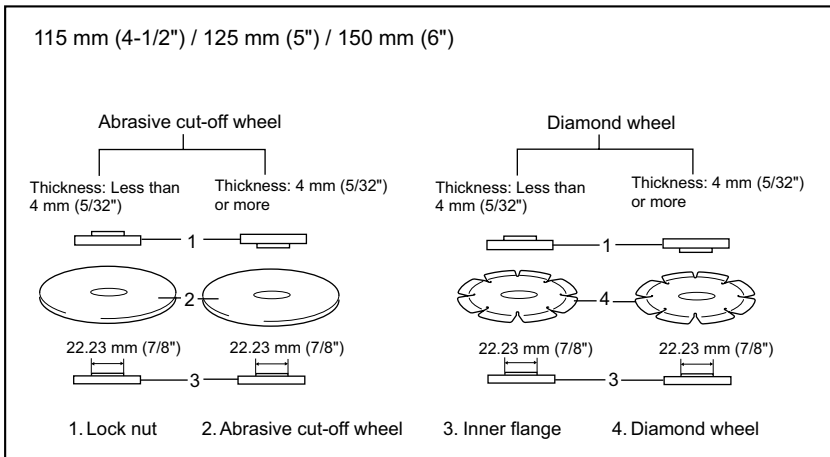 115 mm (4-1/2") / 125 mm (5") / 150 mm (6")
Abrasive cut-off wheel
Diamond wheel
Thickness: Less than
4 mm (5/32")
Thickness: 4 mm (5/32")
or more
Thickness: Less than
4 mm (5/32")
Thickness: 4 mm (5/32")
or more
1
1
2
4
22.23 mm (7/8")
22.23 mm (7/8")
22.23 mm (7/8")
22.23 mm (7/8")
3
3
1. Lock nut
2. Abrasive cut-off wheel
3. Inner flange
4. Diamond wheel